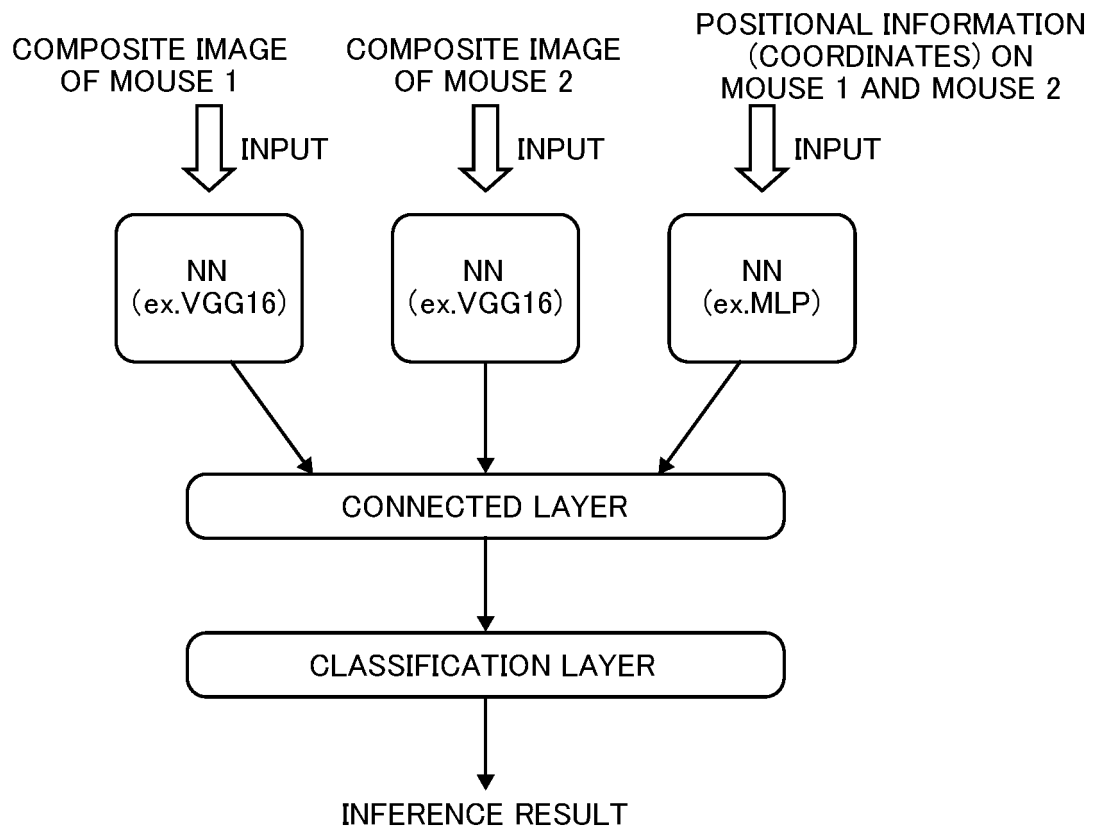 COMPOSITE IMAGE
OF MOUSE 1
COMPOSITE IMAGE
OF MOUSE 2
POSITIONAL INFORMATION
(COORDINATES) ON
MOUSE 1 AND MOUSE 2
INPUT
INPUT
INPUT
NN
(ex.VGG16)
NN
(ex.VGG16)
NN
(ex.MLP)
CONNECTED LAYER
CLASSIFICATION LAYER
INFERENCE RESULT